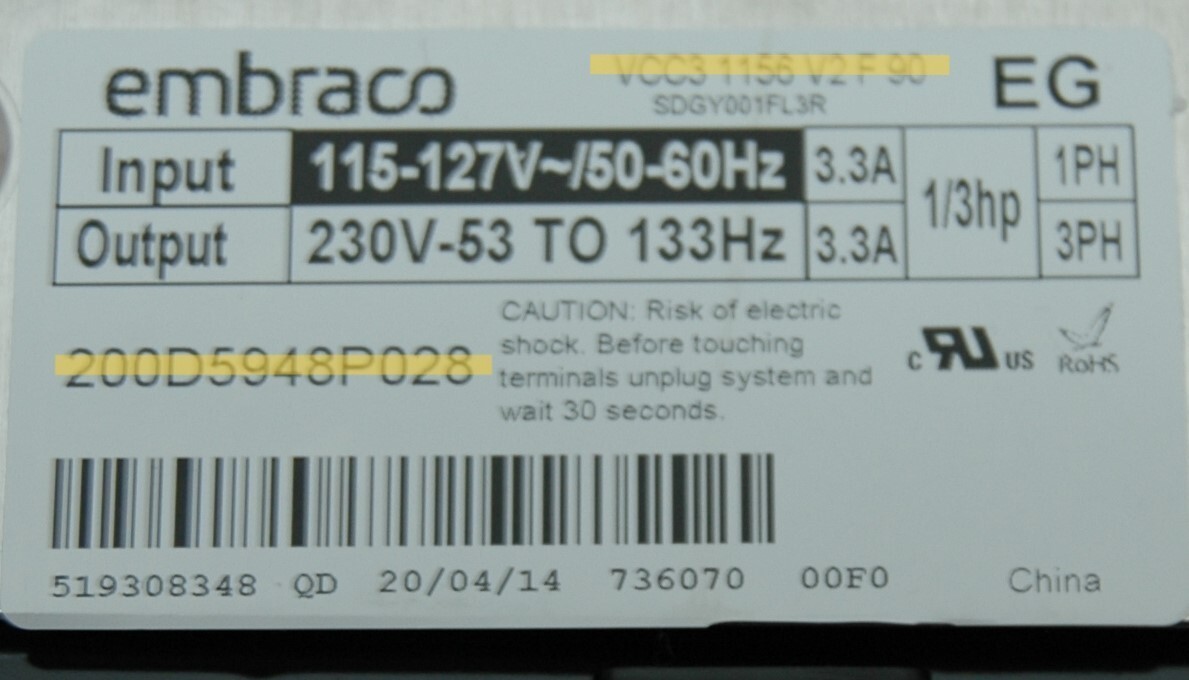 embraco VCC3 1156 V2 F 90 EG
SDGY001FL3R
Input 115-127V~/50-60Hz 3.3A 1/3hp 1PH
Output 230V-53 TO 133Hz 3.3A 3PH
200D5948P028
CAUTION: Risk of electric
shock. Before touching
terminals unplug system and
wait 30 seconds.
c RU US RoHS
519308348 QD 20/04/14 736070 00F0 China